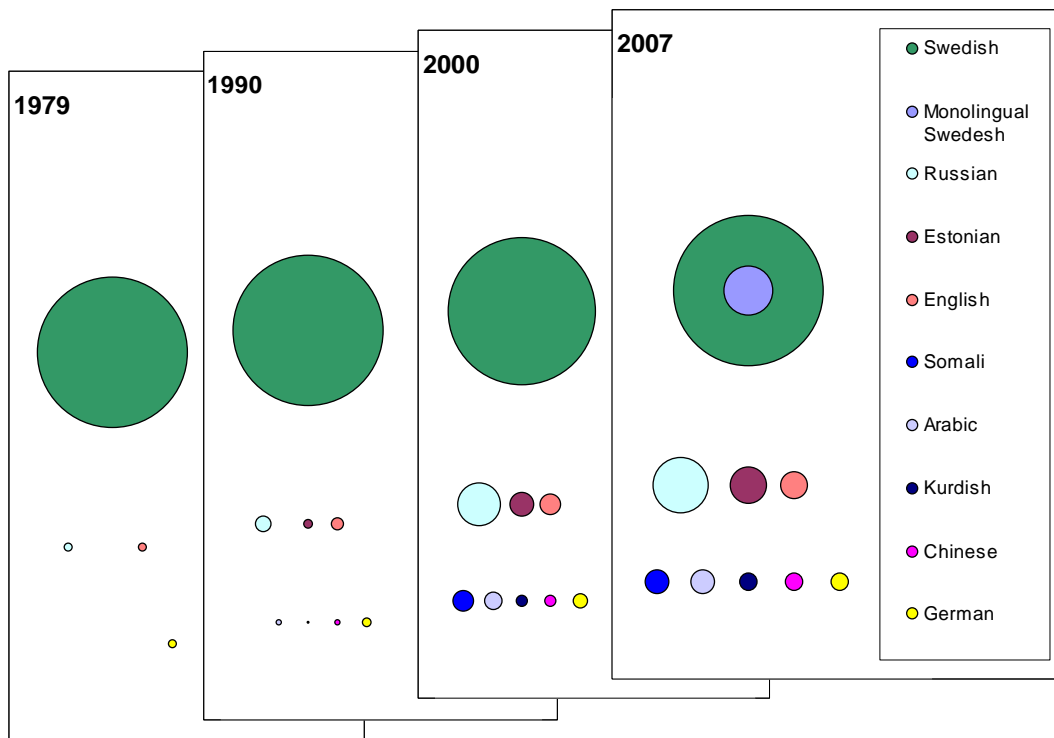 1979
1990
2000
2007
Swedish
Monolingual
Swedesh
Russian
Estonian
English
Somali
Arabic
Kurdish
Chinese
German